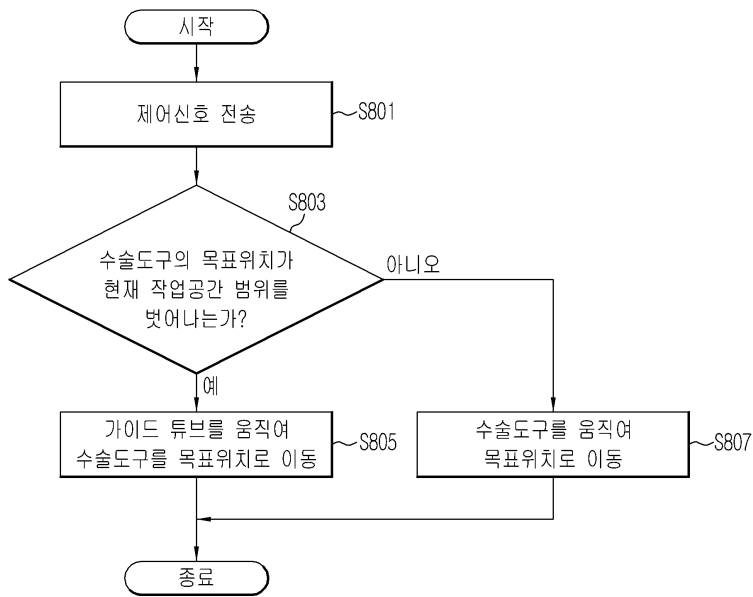 시작
제어신호 전송
S801
S803
수술도구의 목표위치가
현재 작업공간 범위를
벗어나는가?
아니오
예
가이드 튜브를 움직여
수술도구를 목표위치로 이동
S805
수술도구를 움직여
목표위치로 이동
S807
종료